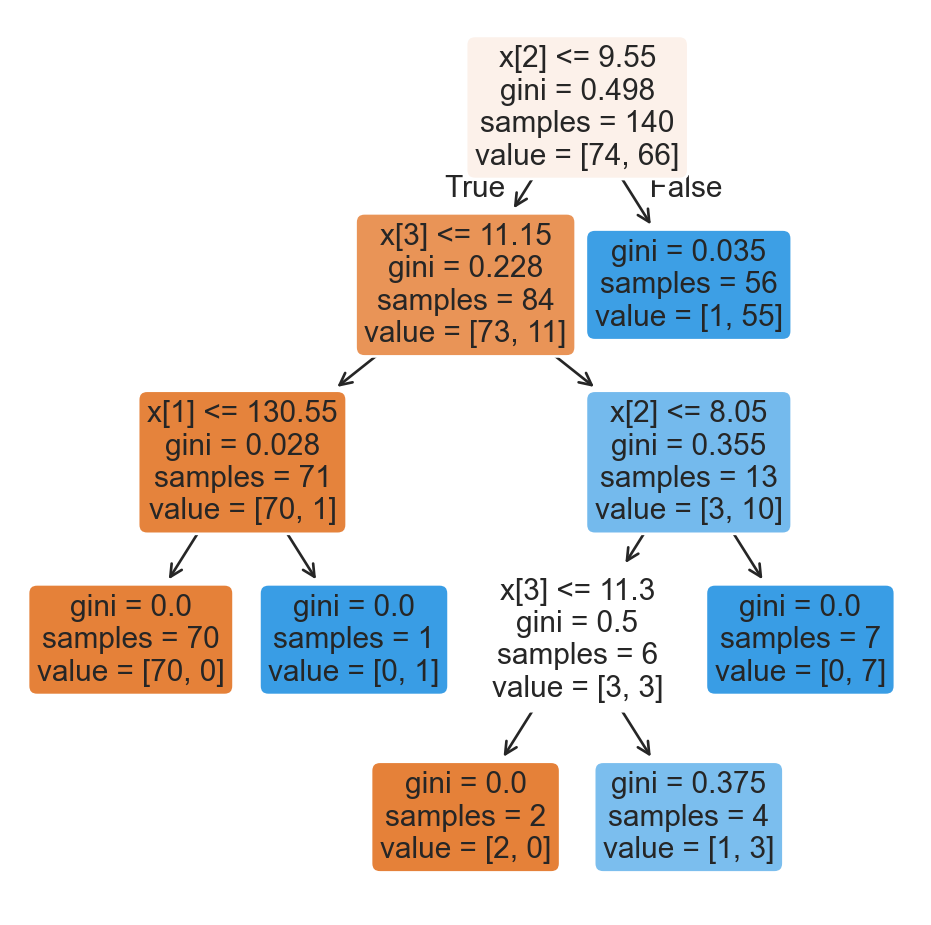 x[2] <= 9.55
gini = 0.498
samples = 140
value = [74, 66]
True
False
x[3] <= 11.15
gini = 0.228
samples = 84
value = [73, 11]
gini = 0.035
samples = 56
value = [1, 55]
x[1] <= 130.55
gini = 0.028
samples = 71
value = [70, 1]
x[2] <= 8.05
gini = 0.355
samples = 13
value = [3, 10]
gini = 0.0
samples = 70
value = [70, 0]
gini = 0.0
samples = 1
value = [0, 1]
x[3] <= 11.3
gini = 0.5
samples = 6
value = [3, 3]
gini = 0.0
samples = 7
value = [0, 7]
gini = 0.0
samples = 2
value = [2, 0]
gini = 0.375
samples = 4
value = [1, 3]